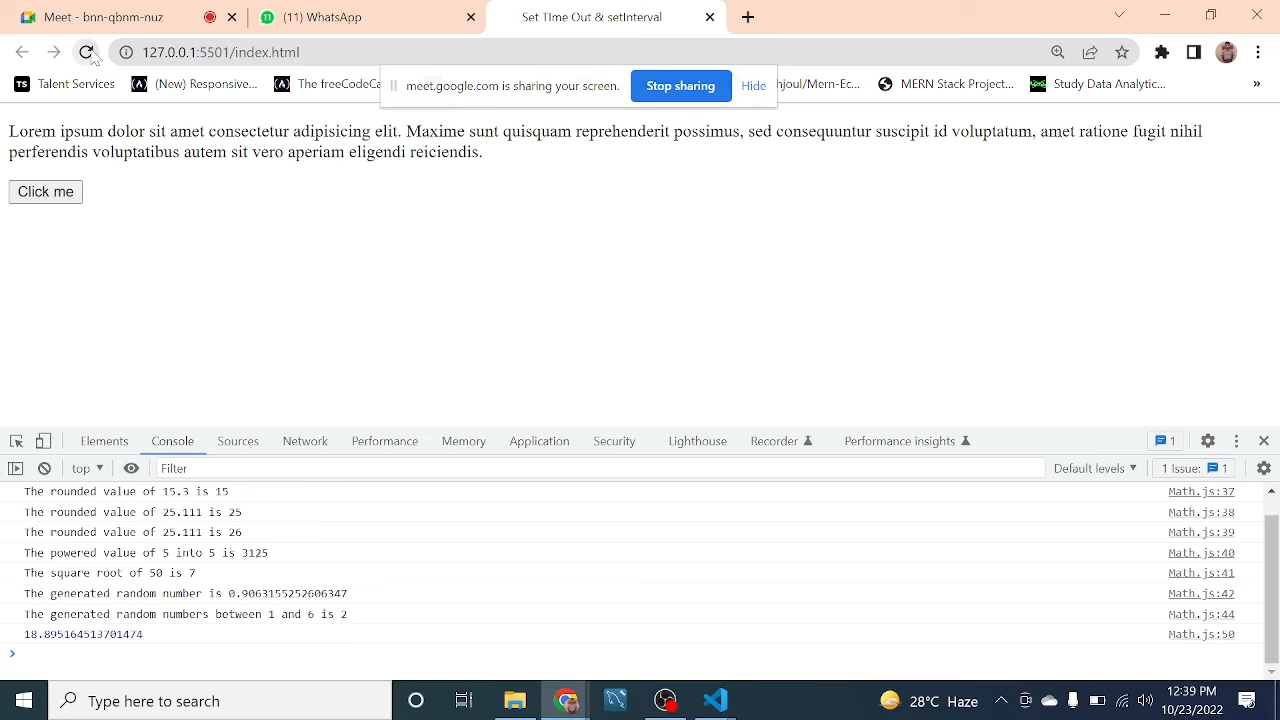 Meet - bnn-qbnm-nuz
(11) WhatsApp
Set TIme Out & setInterval
127.0.0.1:5501/index.html
TS Talent Services
(New) Responsive...
The freeCodeCa
meet.google.com is sharing your screen.
Stop sharing
Hide
njoul/Mern-Ec...
MERN Stack Project...
Study Data Analytic...
»
Lorem ipsum dolor sit amet consectetur adipisicing elit. Maxime sunt quisquam reprehenderit possimus, sed consequuntur suscipit id voluptatum, amet ratione fugit nihil
perferendis voluptatibus autem sit vero aperiam eligendi reiciendis.
Click me
Elements Console Sources Network Performance Memory Application Security Lighthouse Recorder Performance insights 1
top Filter Default levels 1 Issue: 1
The rounded value of 15.3 is 15 Math.js:37
The rounded value of 25.111 is 25 Math.js:38
The rounded value of 25.111 is 26 Math.js:39
The powered value of 5 into 5 is 3125 Math.js:40
The square root of 50 is 7 Math.js:41
The generated random number is 0.9063155252606347 Math.js:42
The generated random numbers between 1 and 6 is 2 Math.js:44
18.895164513701474 Math.js:50
Type here to search
28°C Haze
12:39 PM
10/23/2022